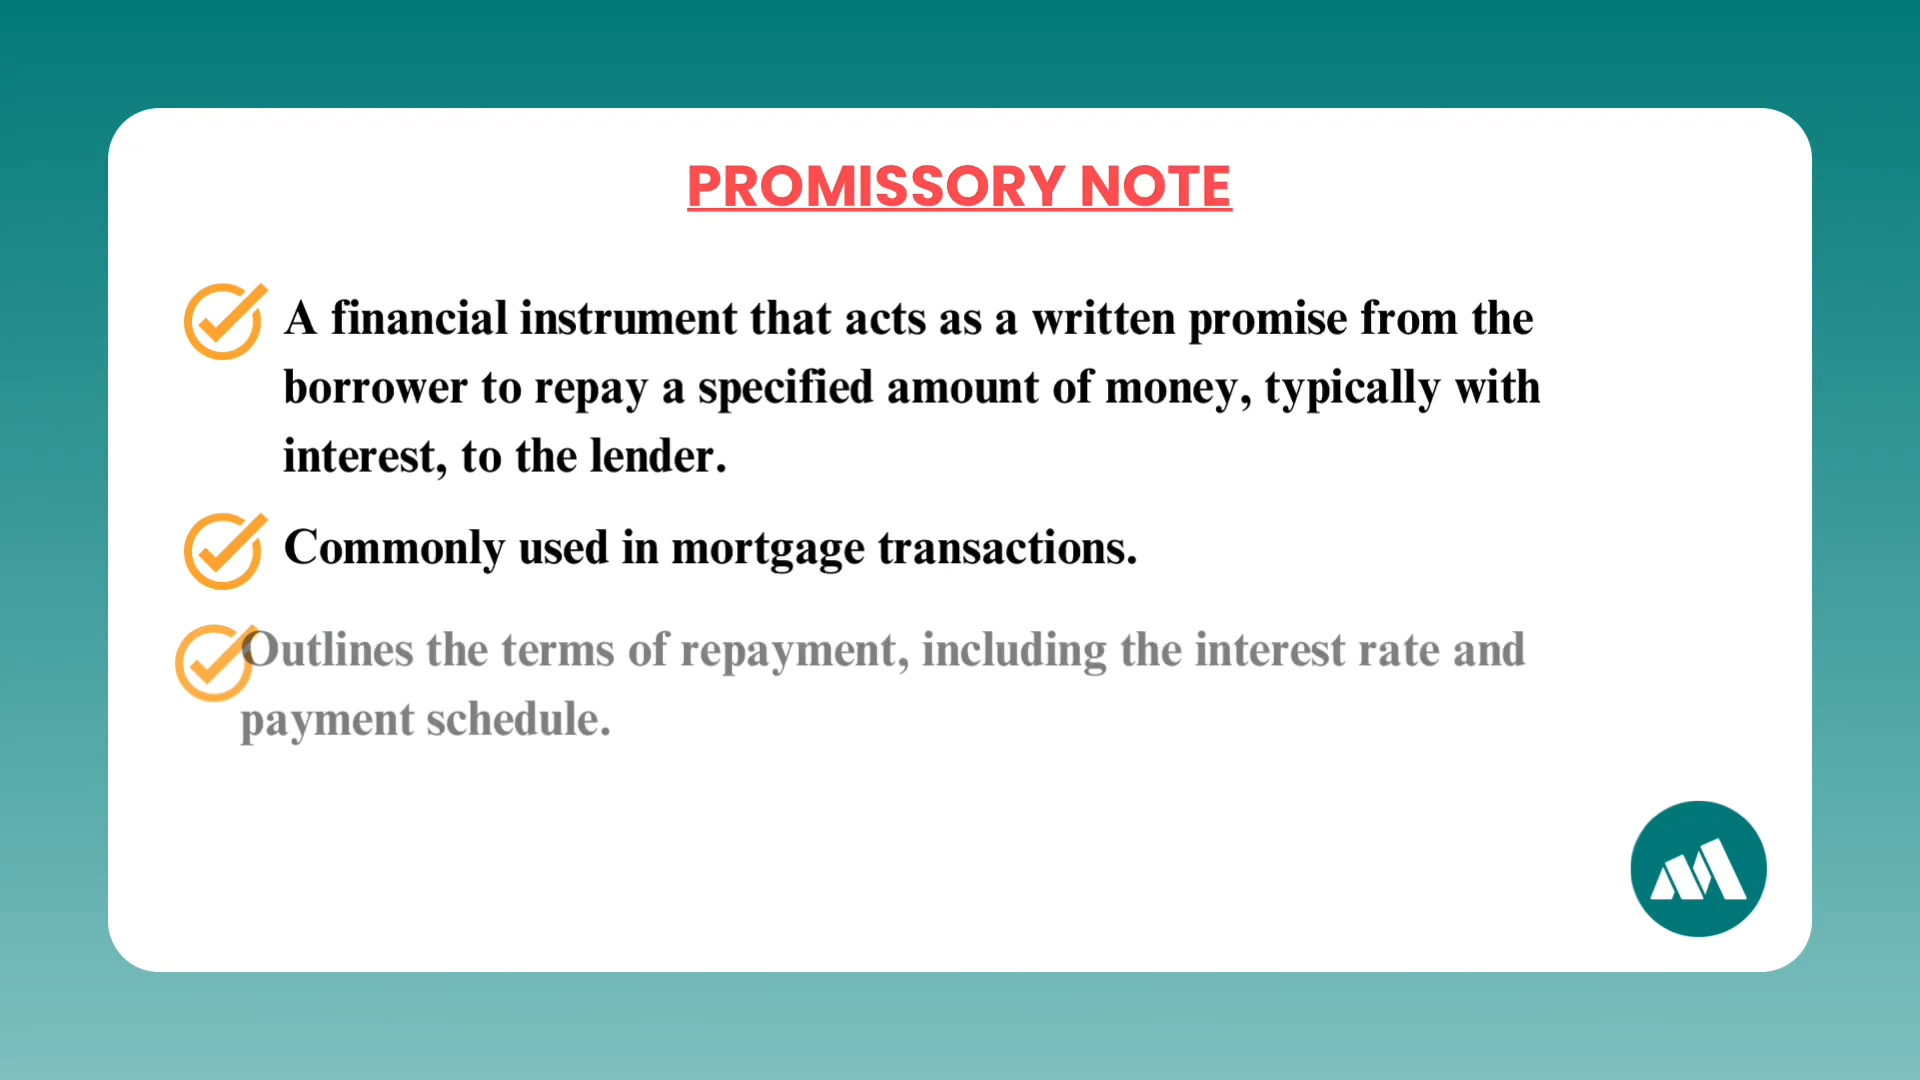 PROMISSORY NOTE
A financial instrument that acts as a written promise from the
borrower to repay a specified amount of money, typically with
interest, to the lender.
Commonly used in mortgage transactions.
Outlines the terms of repayment, including the interest rate and
payment schedule.